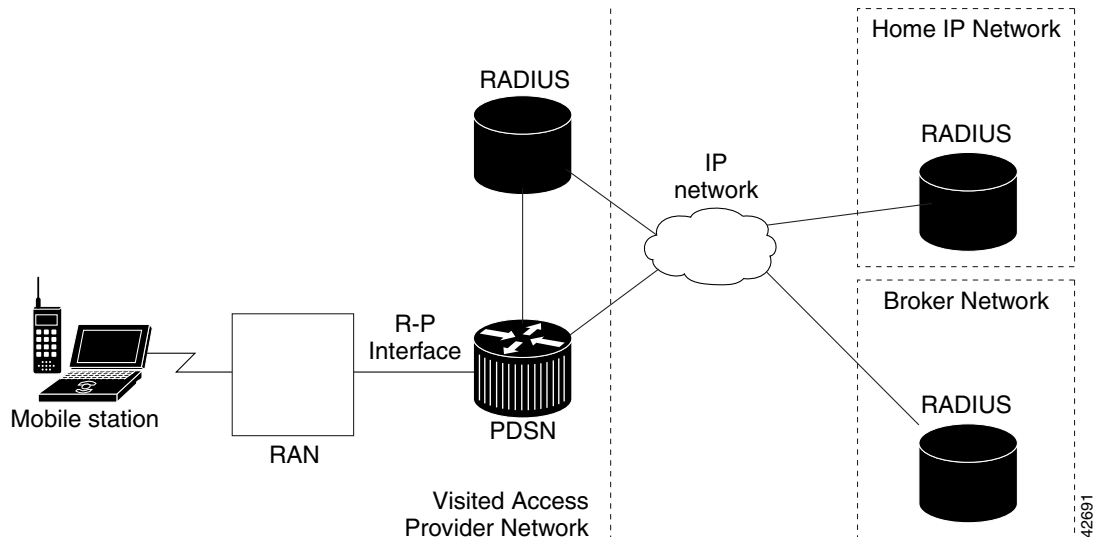 Home IP Network
RADIUS
RADIUS
IP
network
Broker Network
R-P
Interface
RADIUS
Mobile station
PDSN
RAN
Visited Access
Provider Network
42691